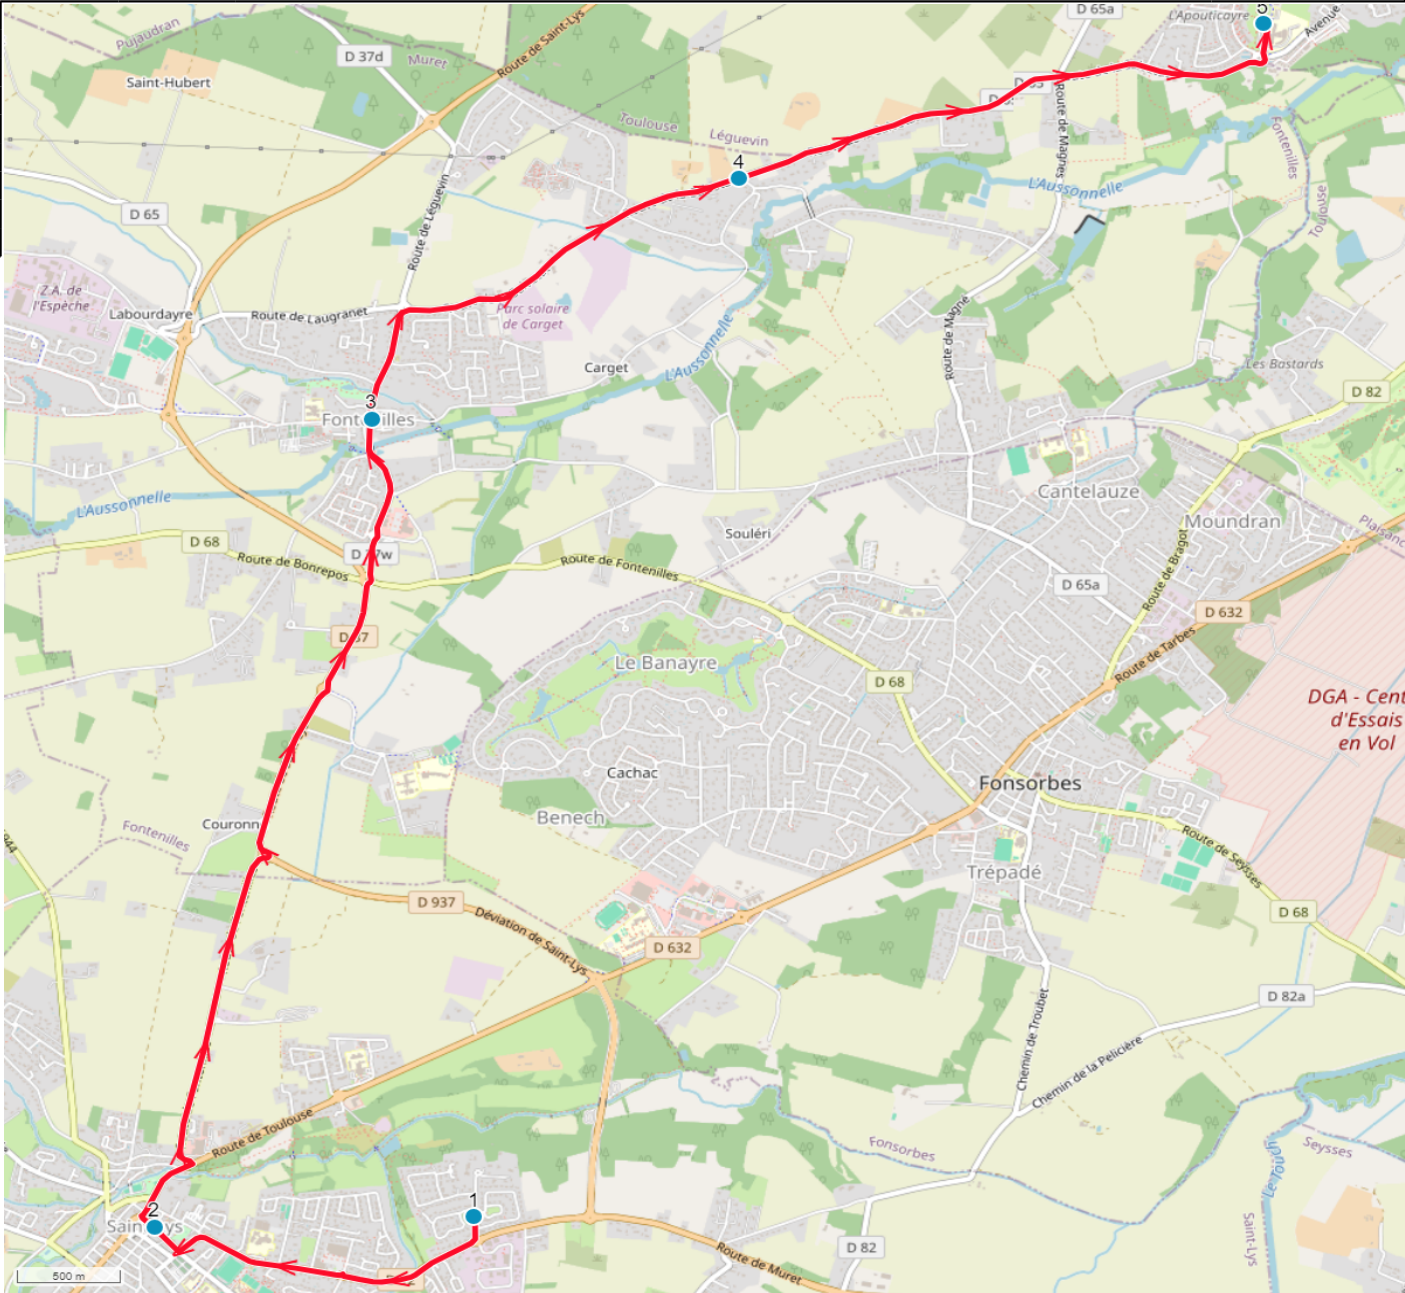 D 65a
5
L'Apouticayre
Avenue
Route de Saint-Lys
Pujaudran
D 37d
Muret
Saint-Hubert
Toulouse
Léguevin
Route de Magnes
Fontenilles
Toulouse
4
L'Aussonnelle
D 65
Route de Léguevin
Z.A. de
l'Espèche
Labourdayre
Route de Laugranet
Parc solaire
de Carget
Route de Magne
L'Aussonnelle
Carget
Les Bastards
D 82
3
L'Aussonnelle
Cantelauze
Moundran
Souléri
D 68
Route de Bonrepos
Route de Fontenilles
D 65a
Route de Bragot
D 632
Route de Tarbes
Le Banayre
D 68
DGA - Cent
d'Essais
en Vol
Cachac
Fonsorbes
Benech
Fontenilles
Route de Seysses
Trépadé
D 937
Déviation de Saint-Lys
D 632
D 68
D 82a
Chemin de Troubet
Chemin de la Pelicière
Route de Toulouse
Fonsorbes
Seysses
Le Touch
Saint-Lys
1
2
D 82
Route de Muret
500 m